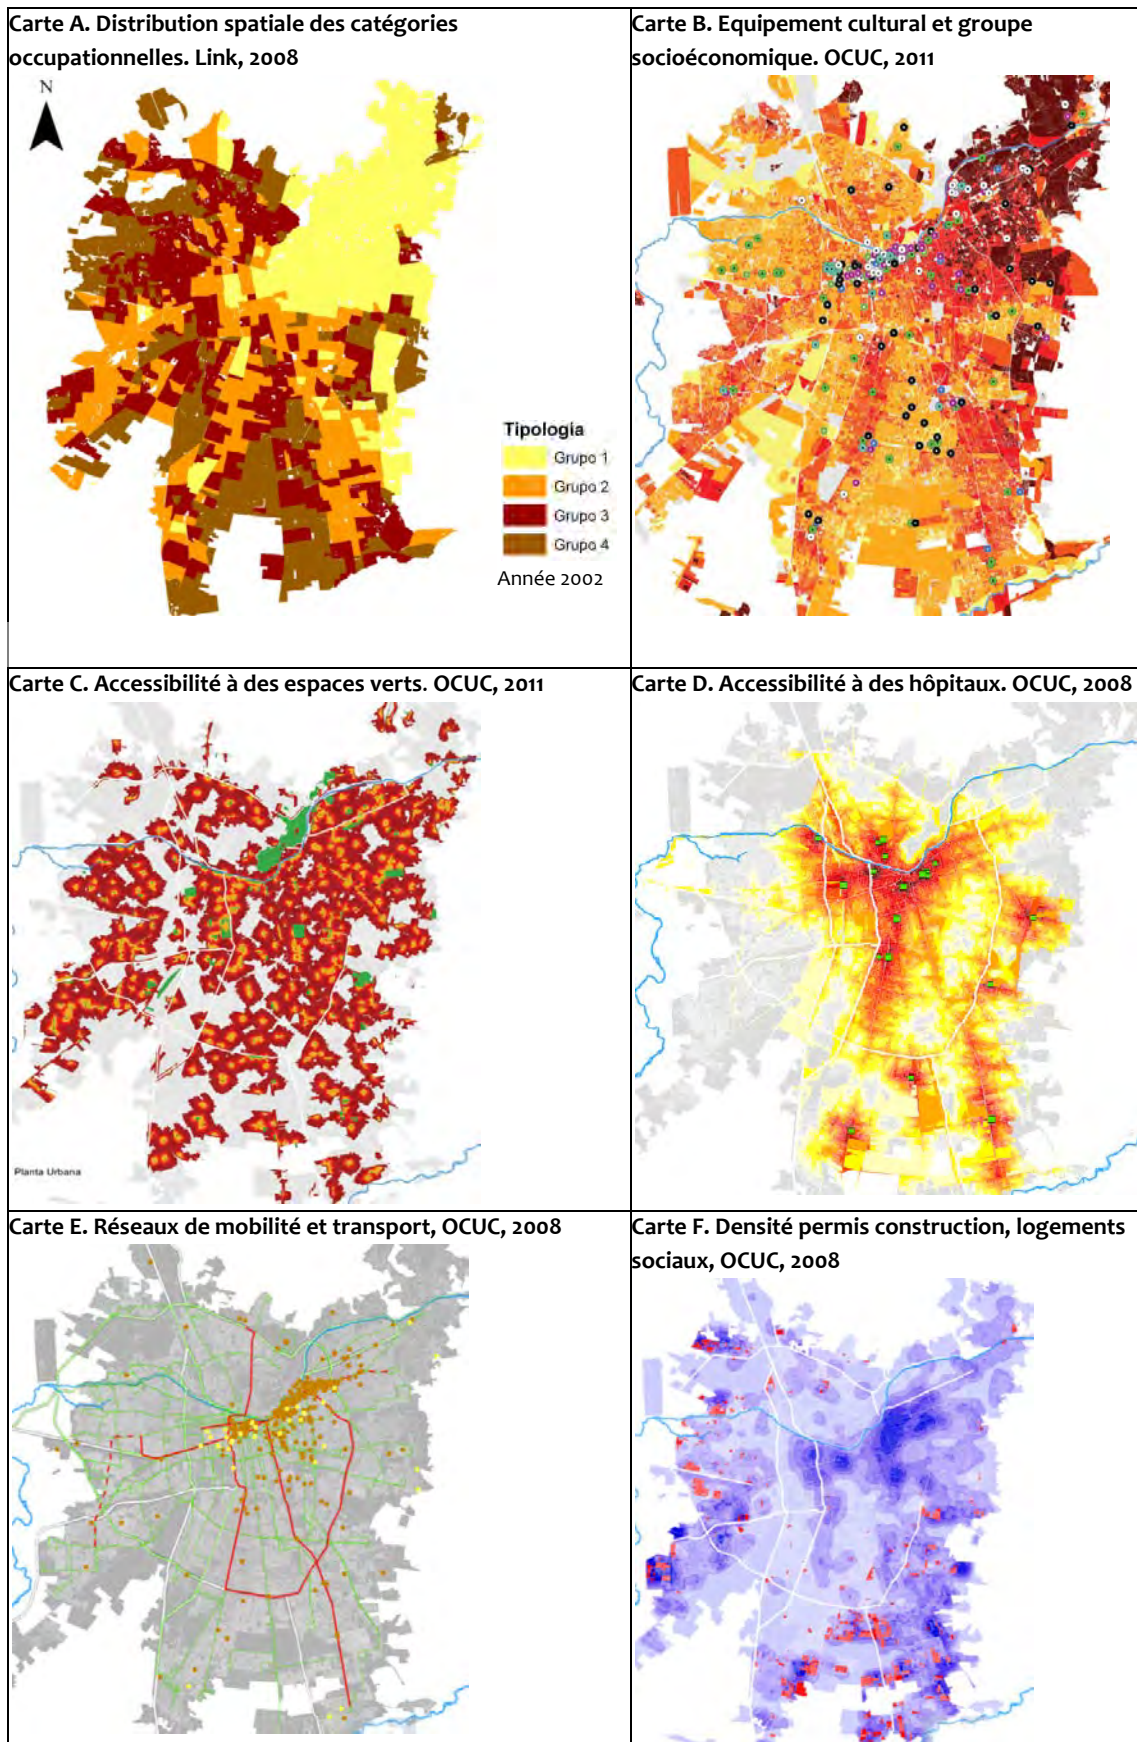 Carte A. Distribution spatiale des catégories
occupationnelles. Link, 2008
N
Tipologia
Grupo 1
Grupo 2
Grupo 3
Grupo 4
Année 2002
Carte B. Equipement cultural et groupe
socioéconomique. OCUC, 2011
Carte C. Accessibilité à des espaces verts. OCUC, 2011
Planta Urbana
Carte D. Accessibilité à des hôpitaux. OCUC, 2008
Carte E. Réseaux de mobilité et transport, OCUC, 2008
Carte F. Densité permis construction, logements
sociaux, OCUC, 2008